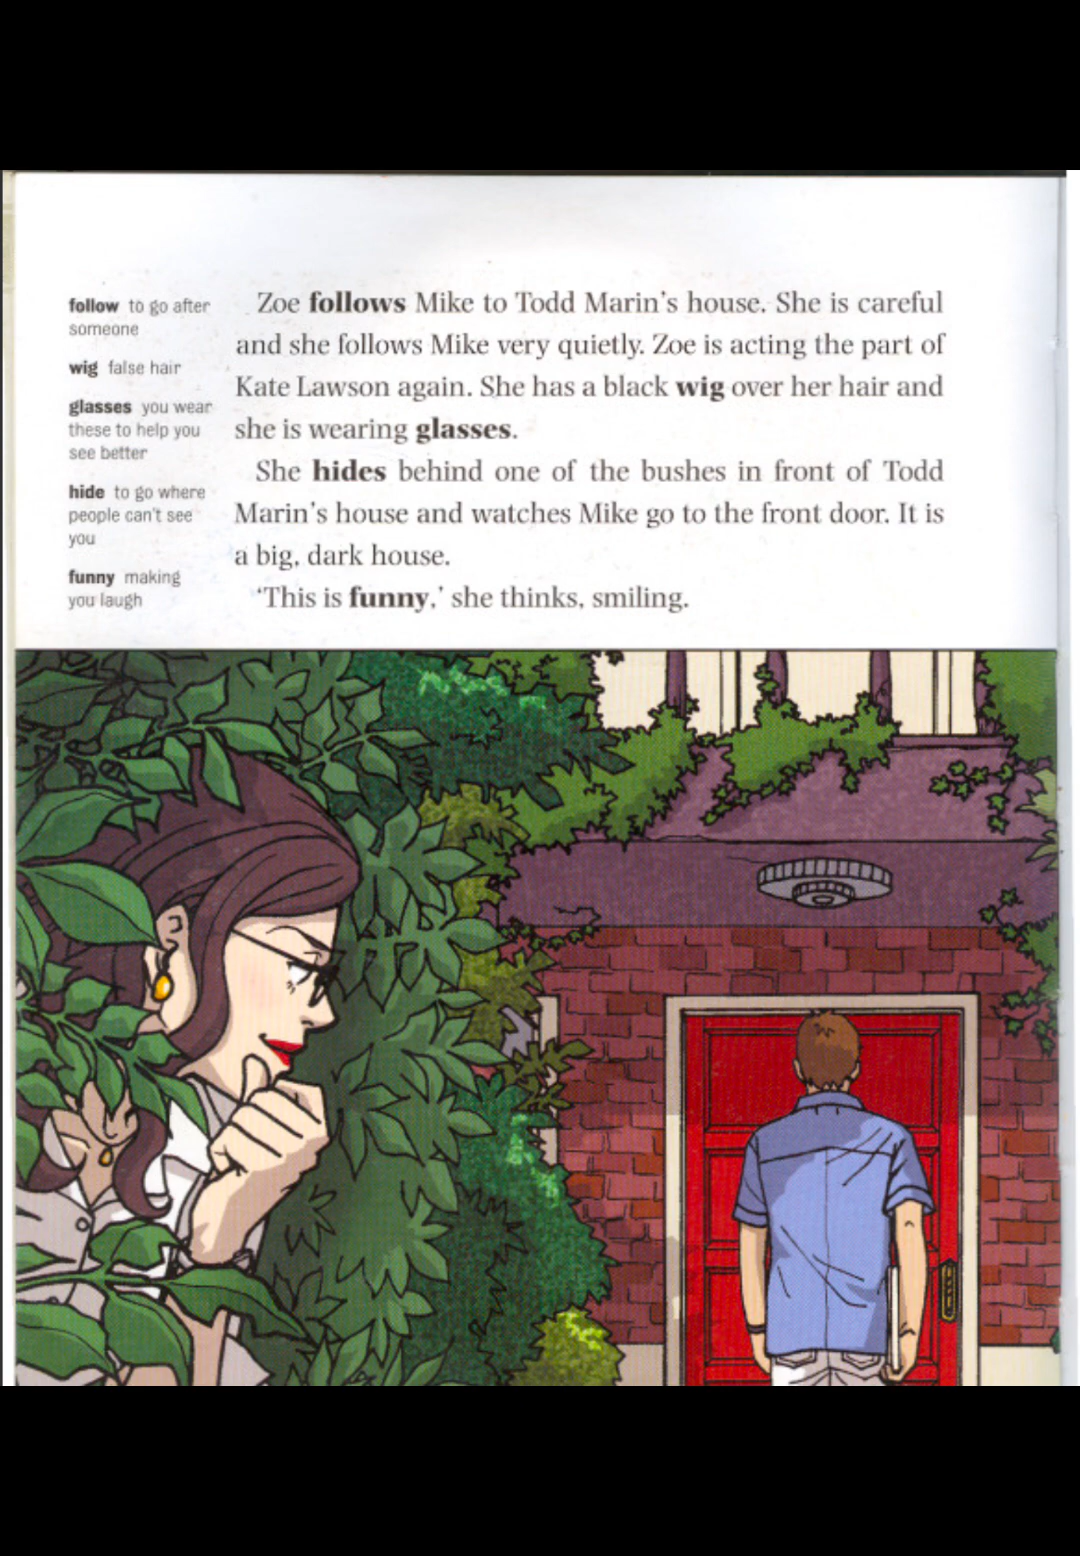 follow to go after
someone
wig false hair
glasses you wear
these to help you
see better
hide to go where
people can't see
you
funny making
you laugh
Zoe follows Mike to Todd Marin's house. She is careful
and she follows Mike very quietly. Zoe is acting the part of
Kate Lawson again. She has a black wig over her hair and
she is wearing glasses.
She hides behind one of the bushes in front of Todd
Marin's house and watches Mike go to the front door. It is
a big, dark house.
‘This is funny,’ she thinks, smiling.